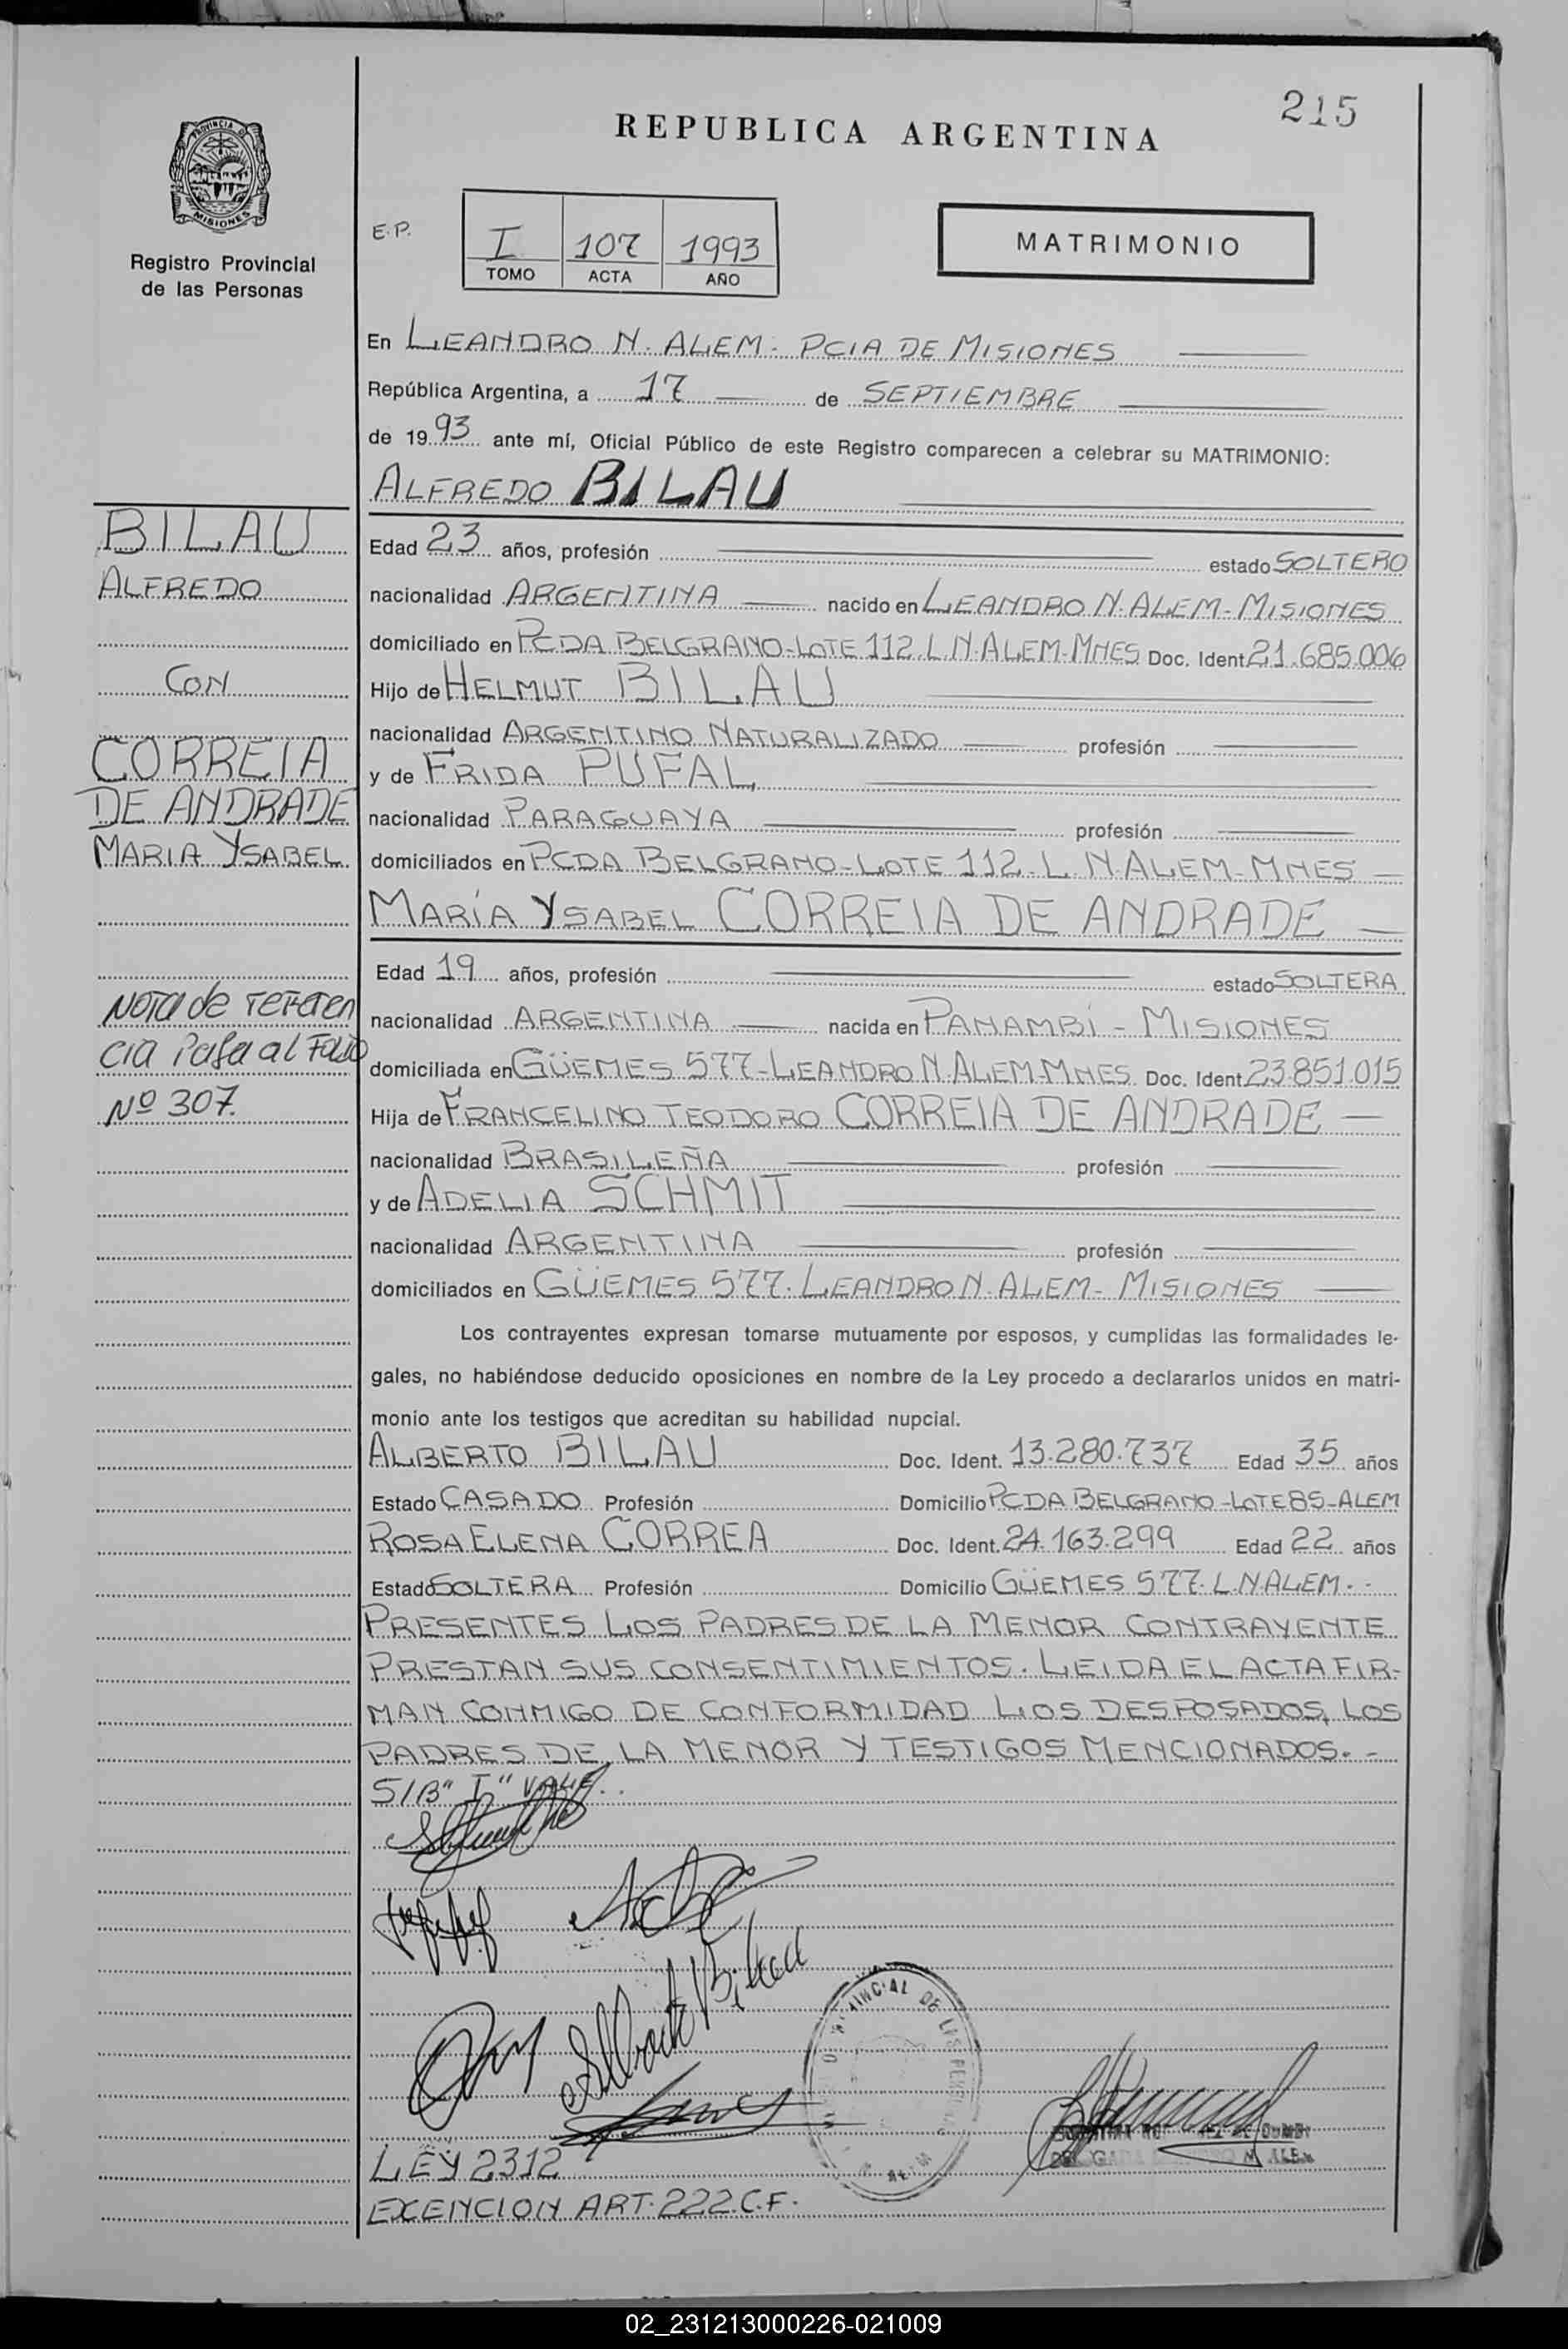 215
REPUBLICA ARGENTINA
PROVINCIA DE
MISIONES
Registro Provincial
de las Personas
E.P.
I 107 1993
TOMO ACTA AÑO
MATRIMONIO
En LEANDRO N. ALEM - PCIA DE MISIONES
República Argentina, a 17 de SEPTIEMBRE
de 1993 ante mí, Oficial Público de este Registro comparecen a celebrar su MATRIMONIO:
ALFREDO BILAU
Edad 23 años, profesión estado SOLTERO
nacionalidad ARGENTINA nacido en LEANDRO N. ALEM - MISIONES
domiciliado en PCDA BELGRANO - LOTE 112. L. N. ALEM - MNES Doc. Ident. 21.685.006
Hijo de HELMUT BILAU
nacionalidad ARGENTINO NATURALIZADO profesión
y de FRIDA PUFAL
nacionalidad PARAGUAYA profesión
domiciliados en PCDA BELGRANO - LOTE 112 - L. N. ALEM - MNES
MARÍA YSABEL CORREIA DE ANDRADE
Edad 19 años, profesión estado SOLTERA
nacionalidad ARGENTINA nacida en PANAMBÍ - MISIONES
domiciliada en GÜEMES 577 - LEANDRO N. ALEM - MNES. Doc. Ident. 23.851.015
Hija de FRANCELINO TEODORO CORREIA DE ANDRADE
nacionalidad BRASILEÑA profesión
y de ADELIA SCHMIT
nacionalidad ARGENTINA profesión
domiciliados en GÜEMES 577. LEANDRO N. ALEM - MISIONES
Los contrayentes expresan tomarse mutuamente por esposos, y cumplidas las formalidades le-
gales, no habiéndose deducido oposiciones en nombre de la Ley procedo a declararlos unidos en matri-
monio ante los testigos que acreditan su habilidad nupcial.
ALBERTO BILAU Doc. Ident. 13.280.737 Edad 35 años
Estado CASADO Profesión Domicilio PCDA BELGRANO - LOTE 85 - ALEM
ROSA ELENA CORREA Doc. Ident. 24.163.299 Edad 22 años
Estado SOLTERA Profesión Domicilio GÜEMES 577. L. N. ALEM. -
PRESENTES LOS PADRES DE LA MENOR CONTRAYENTE
PRESTAN SUS CONSENTIMIENTOS. LEIDA EL ACTA FIR-
MAN CONMIGO DE CONFORMIDAD LOS DESPOSADOS, LOS
PADRES DE LA MENOR Y TESTIGOS MENCIONADOS. -
S/B "I" VALE.
Alberto Bilau
LEY 2312
EXENCION ART. 222 C.F.
BILAU
ALFREDO
CON
CORREIA
DE ANDRADE
MARIA YSABEL
Nota de referen
cia Pasa al Folio
Nº 307.
02_231213000226-021009